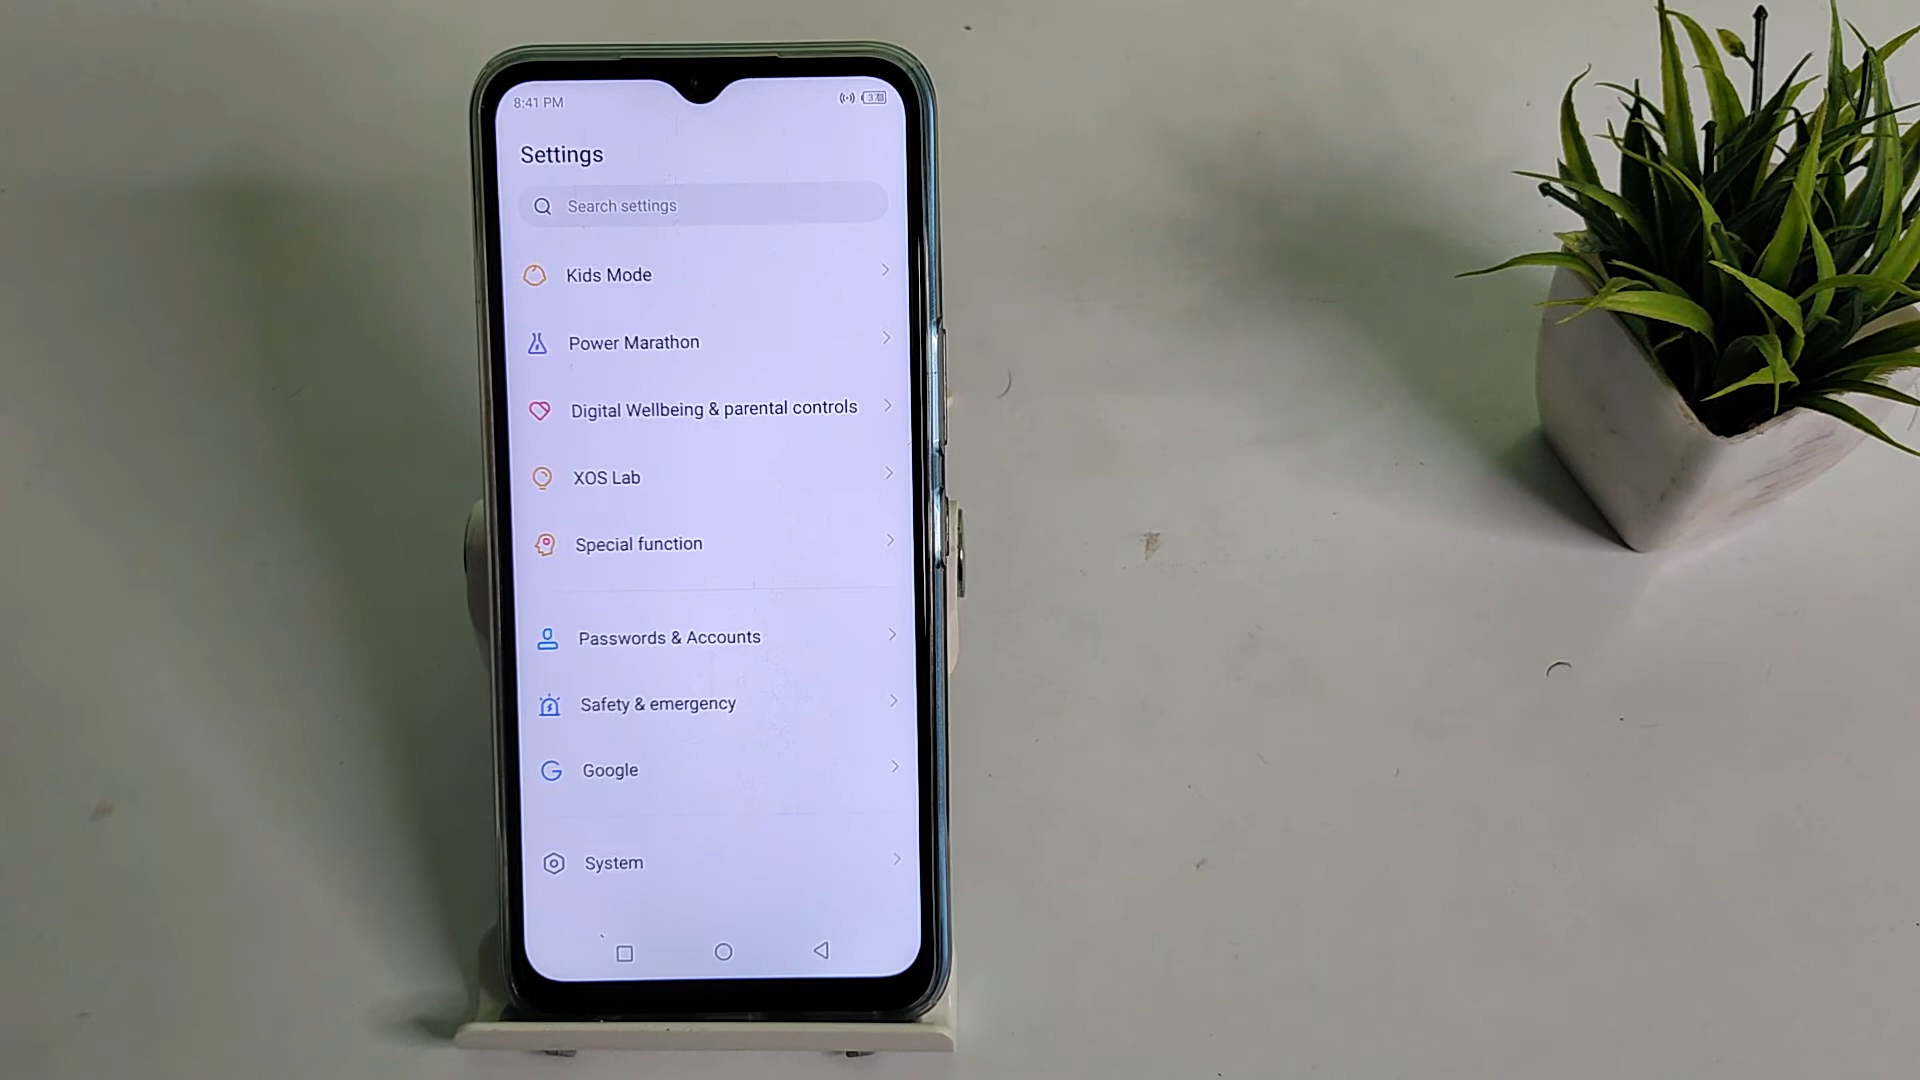 8:41 PM
37
Settings
Search settings
Kids Mode
Power Marathon
Digital Wellbeing & parental controls
XOS Lab
Special function
Passwords & Accounts
Safety & emergency
Google
System